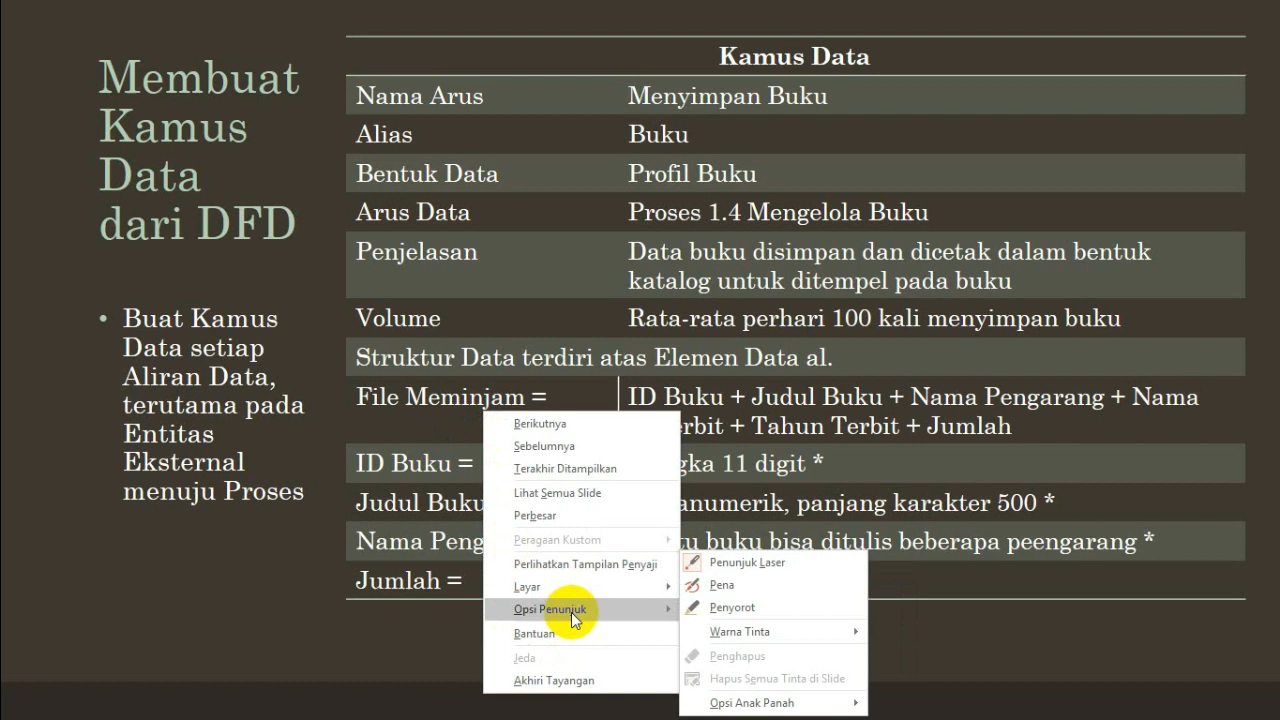 Membuat
Kamus
Data
dari DFD
• Buat Kamus
Data setiap
Aliran Data,
terutama pada
Entitas
Eksternal
menuju Proses
Kamus Data
Nama Arus Menyimpan Buku
Alias Buku
Bentuk Data Profil Buku
Arus Data Proses 1.4 Mengelola Buku
Penjelasan Data buku disimpan dan dicetak dalam bentuk
katalog untuk ditempel pada buku
Volume Rata-rata perhari 100 kali menyimpan buku
Struktur Data terdiri atas Elemen Data al.
File Meminjam = ID Buku + Judul Buku + Nama Pengarang + Nama
erbit + Tahun Terbit + Jumlah
ID Buku = gka 11 digit *
Judul Buku anumerik, panjang karakter 500 *
Nama Peng tu buku bisa ditulis beberapa peengarang *
Jumlah =
Berikutnya
Sebelumnya
Terakhir Ditampilkan
Lihat Semua Slide
Perbesar
Peragaan Kustom
Perlihatkan Tampilan Penyaji
Layar
Opsi Penunjuk
Bantuan
Jeda
Akhiri Tayangan
Penunjuk Laser
Pena
Penyorot
Warna Tinta
Penghapus
Hapus Semua Tinta di Slide
Opsi Anak Panah